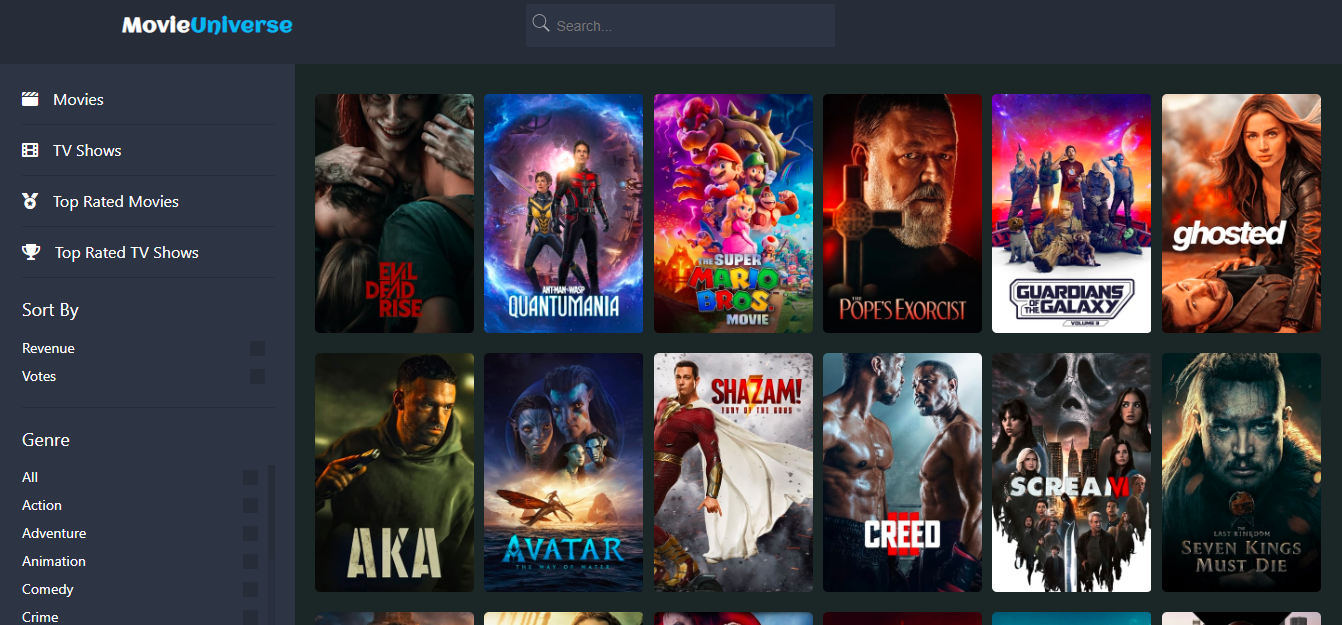 MovieUniverse
Search...
Movies
TV Shows
Top Rated Movies
Top Rated TV Shows
Sort By
Revenue
Votes
Genre
All
Action
Adventure
Animation
Comedy
Crime
EVIL
DEAD
RISE
ANT-MAN AND THE WASP
QUANTUMANIA
THE SUPER
MARIO
BROS.
MOVIE
THE
POPE'S EXORCIST
GUARDIANS
OF THE GALAXY
VOLUME 3
ghosted
AKA
AVATAR
THE WAY OF WATER
SHAZAM!
FURY OF THE GODS
CREED
III
SCREAM VI
THE
LAST KINGDOM
SEVEN KINGS
MUST DIE